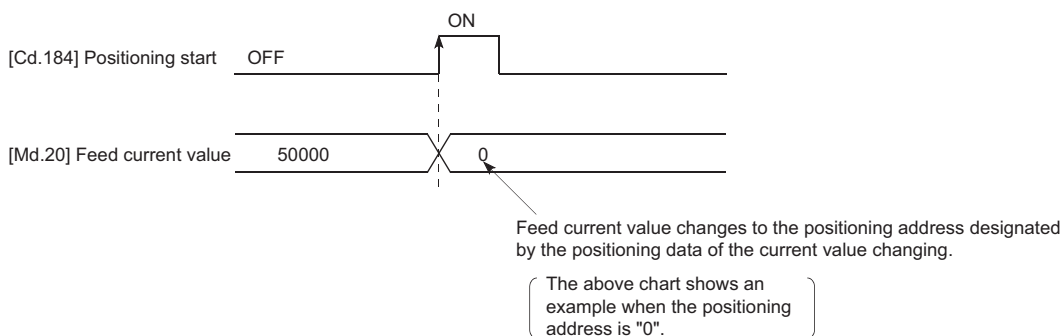 ON
[Cd.184] Positioning start OFF
[Md.20] Feed current value 50000 0
Feed current value changes to the positioning address designated
by the positioning data of the current value changing.
The above chart shows an
example when the positioning
address is "0".